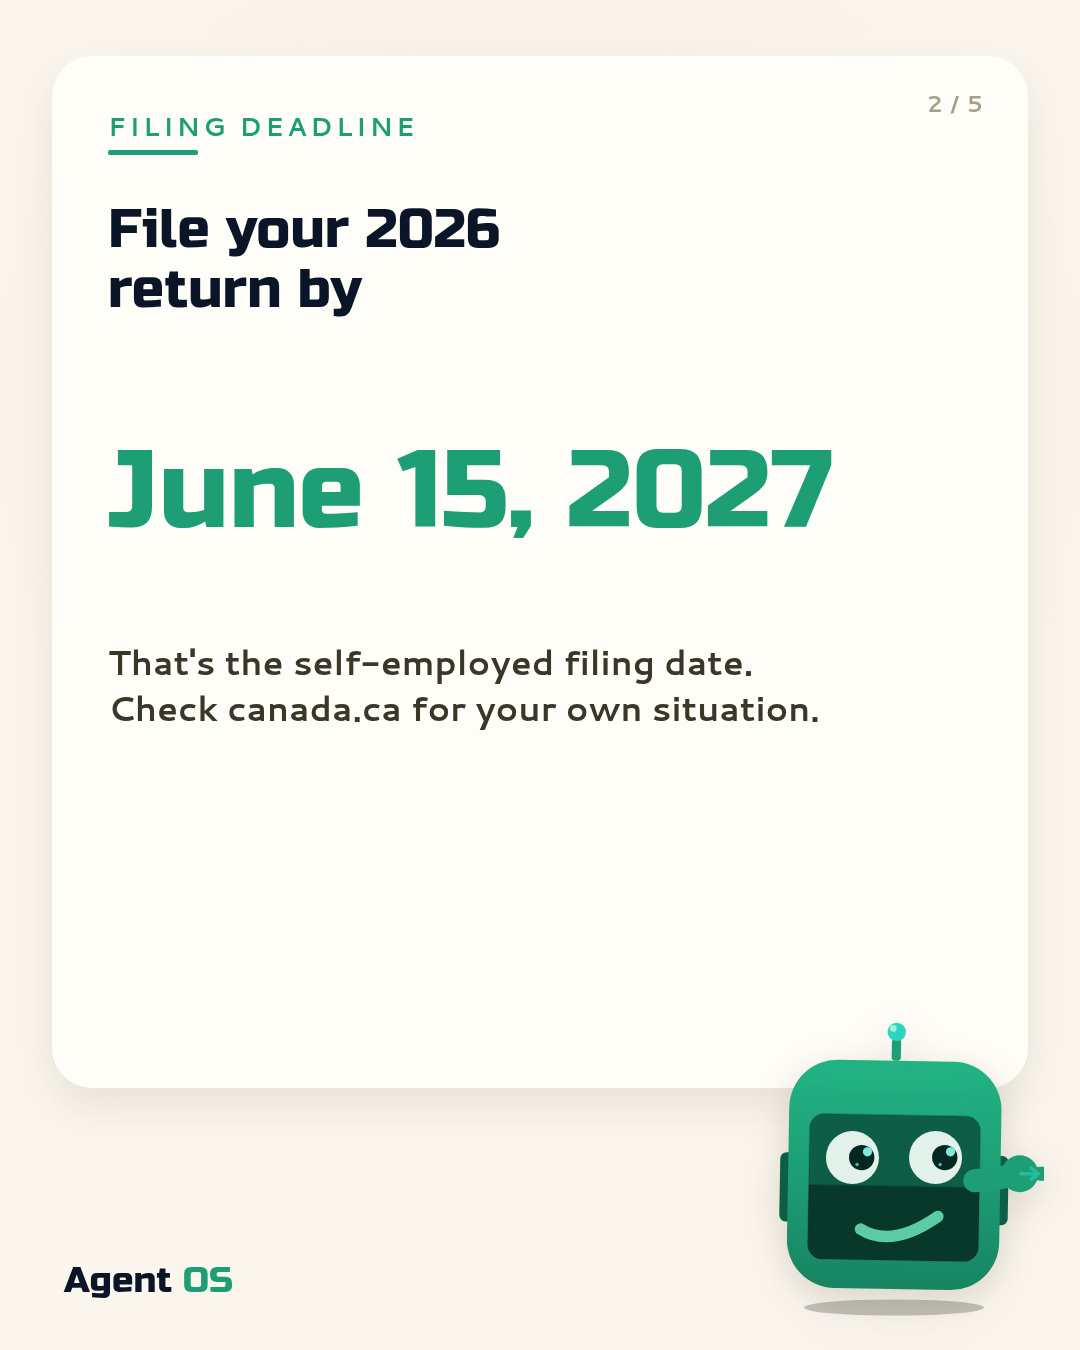 FILING DEADLINE
2 / 5
File your 2026
return by
June 15, 2027
That's the self-employed filing date.
Check canada.ca for your own situation.
Agent OS